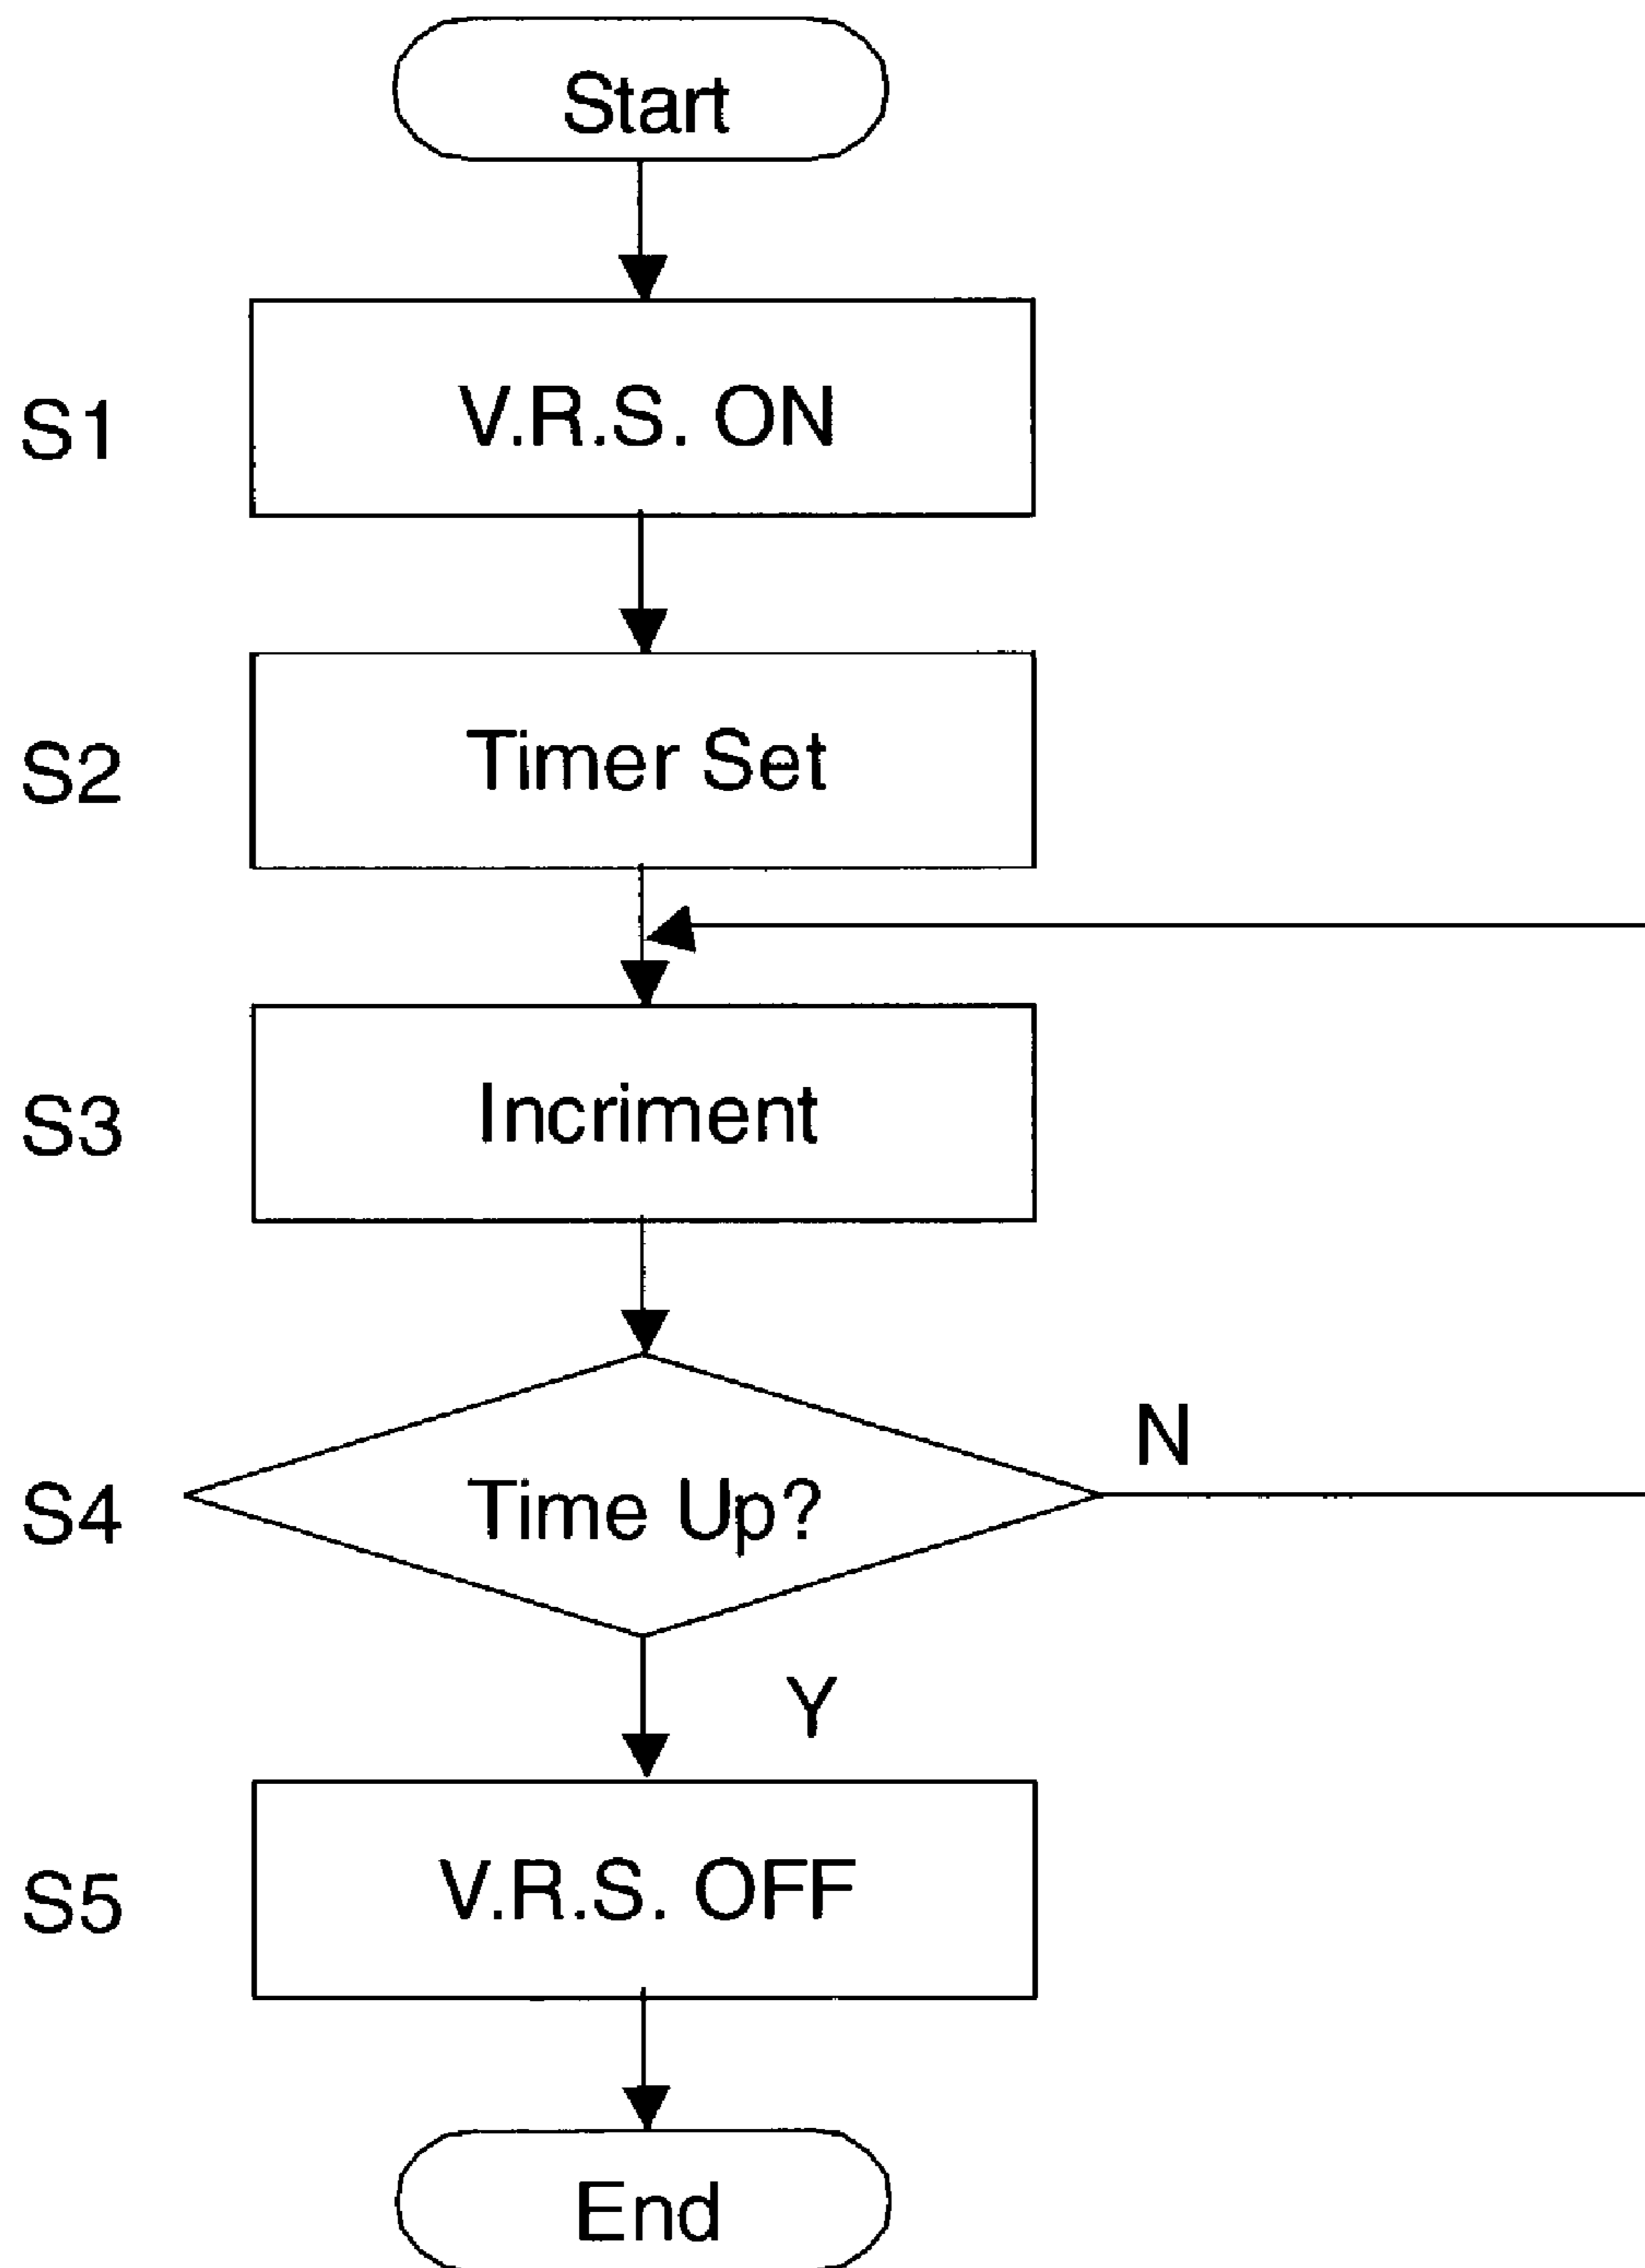 Start
S1
V.R.S. ON
S2
Timer Set
S3
Incriment
S4
Time Up?
N
Y
S5
V.R.S. OFF
End